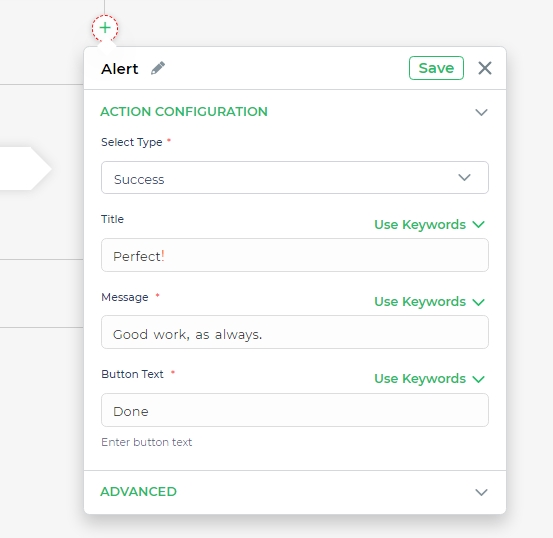 Alert
Save
ACTION CONFIGURATION
Select Type *
Success
Title
Use Keywords
Perfect!
Message *
Use Keywords
Good work, as always.
Button Text *
Use Keywords
Done
Enter button text
ADVANCED